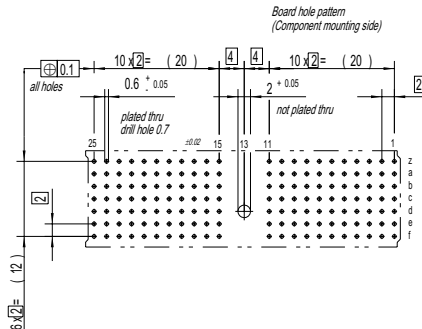 Board hole pattern
(Component mounting side)
10 x 2 = ( 20 ) 4 4 10 x 2 = ( 20 )
⌖ 0.1
all holes
0.6 ± 0.05
2 + 0.05
2
plated thru
drill hole 0.7
±0.02
not plated thru
25 15 13 11 1
z
a
b
c
d
e
f
2
6 x 2 = ( 12 )